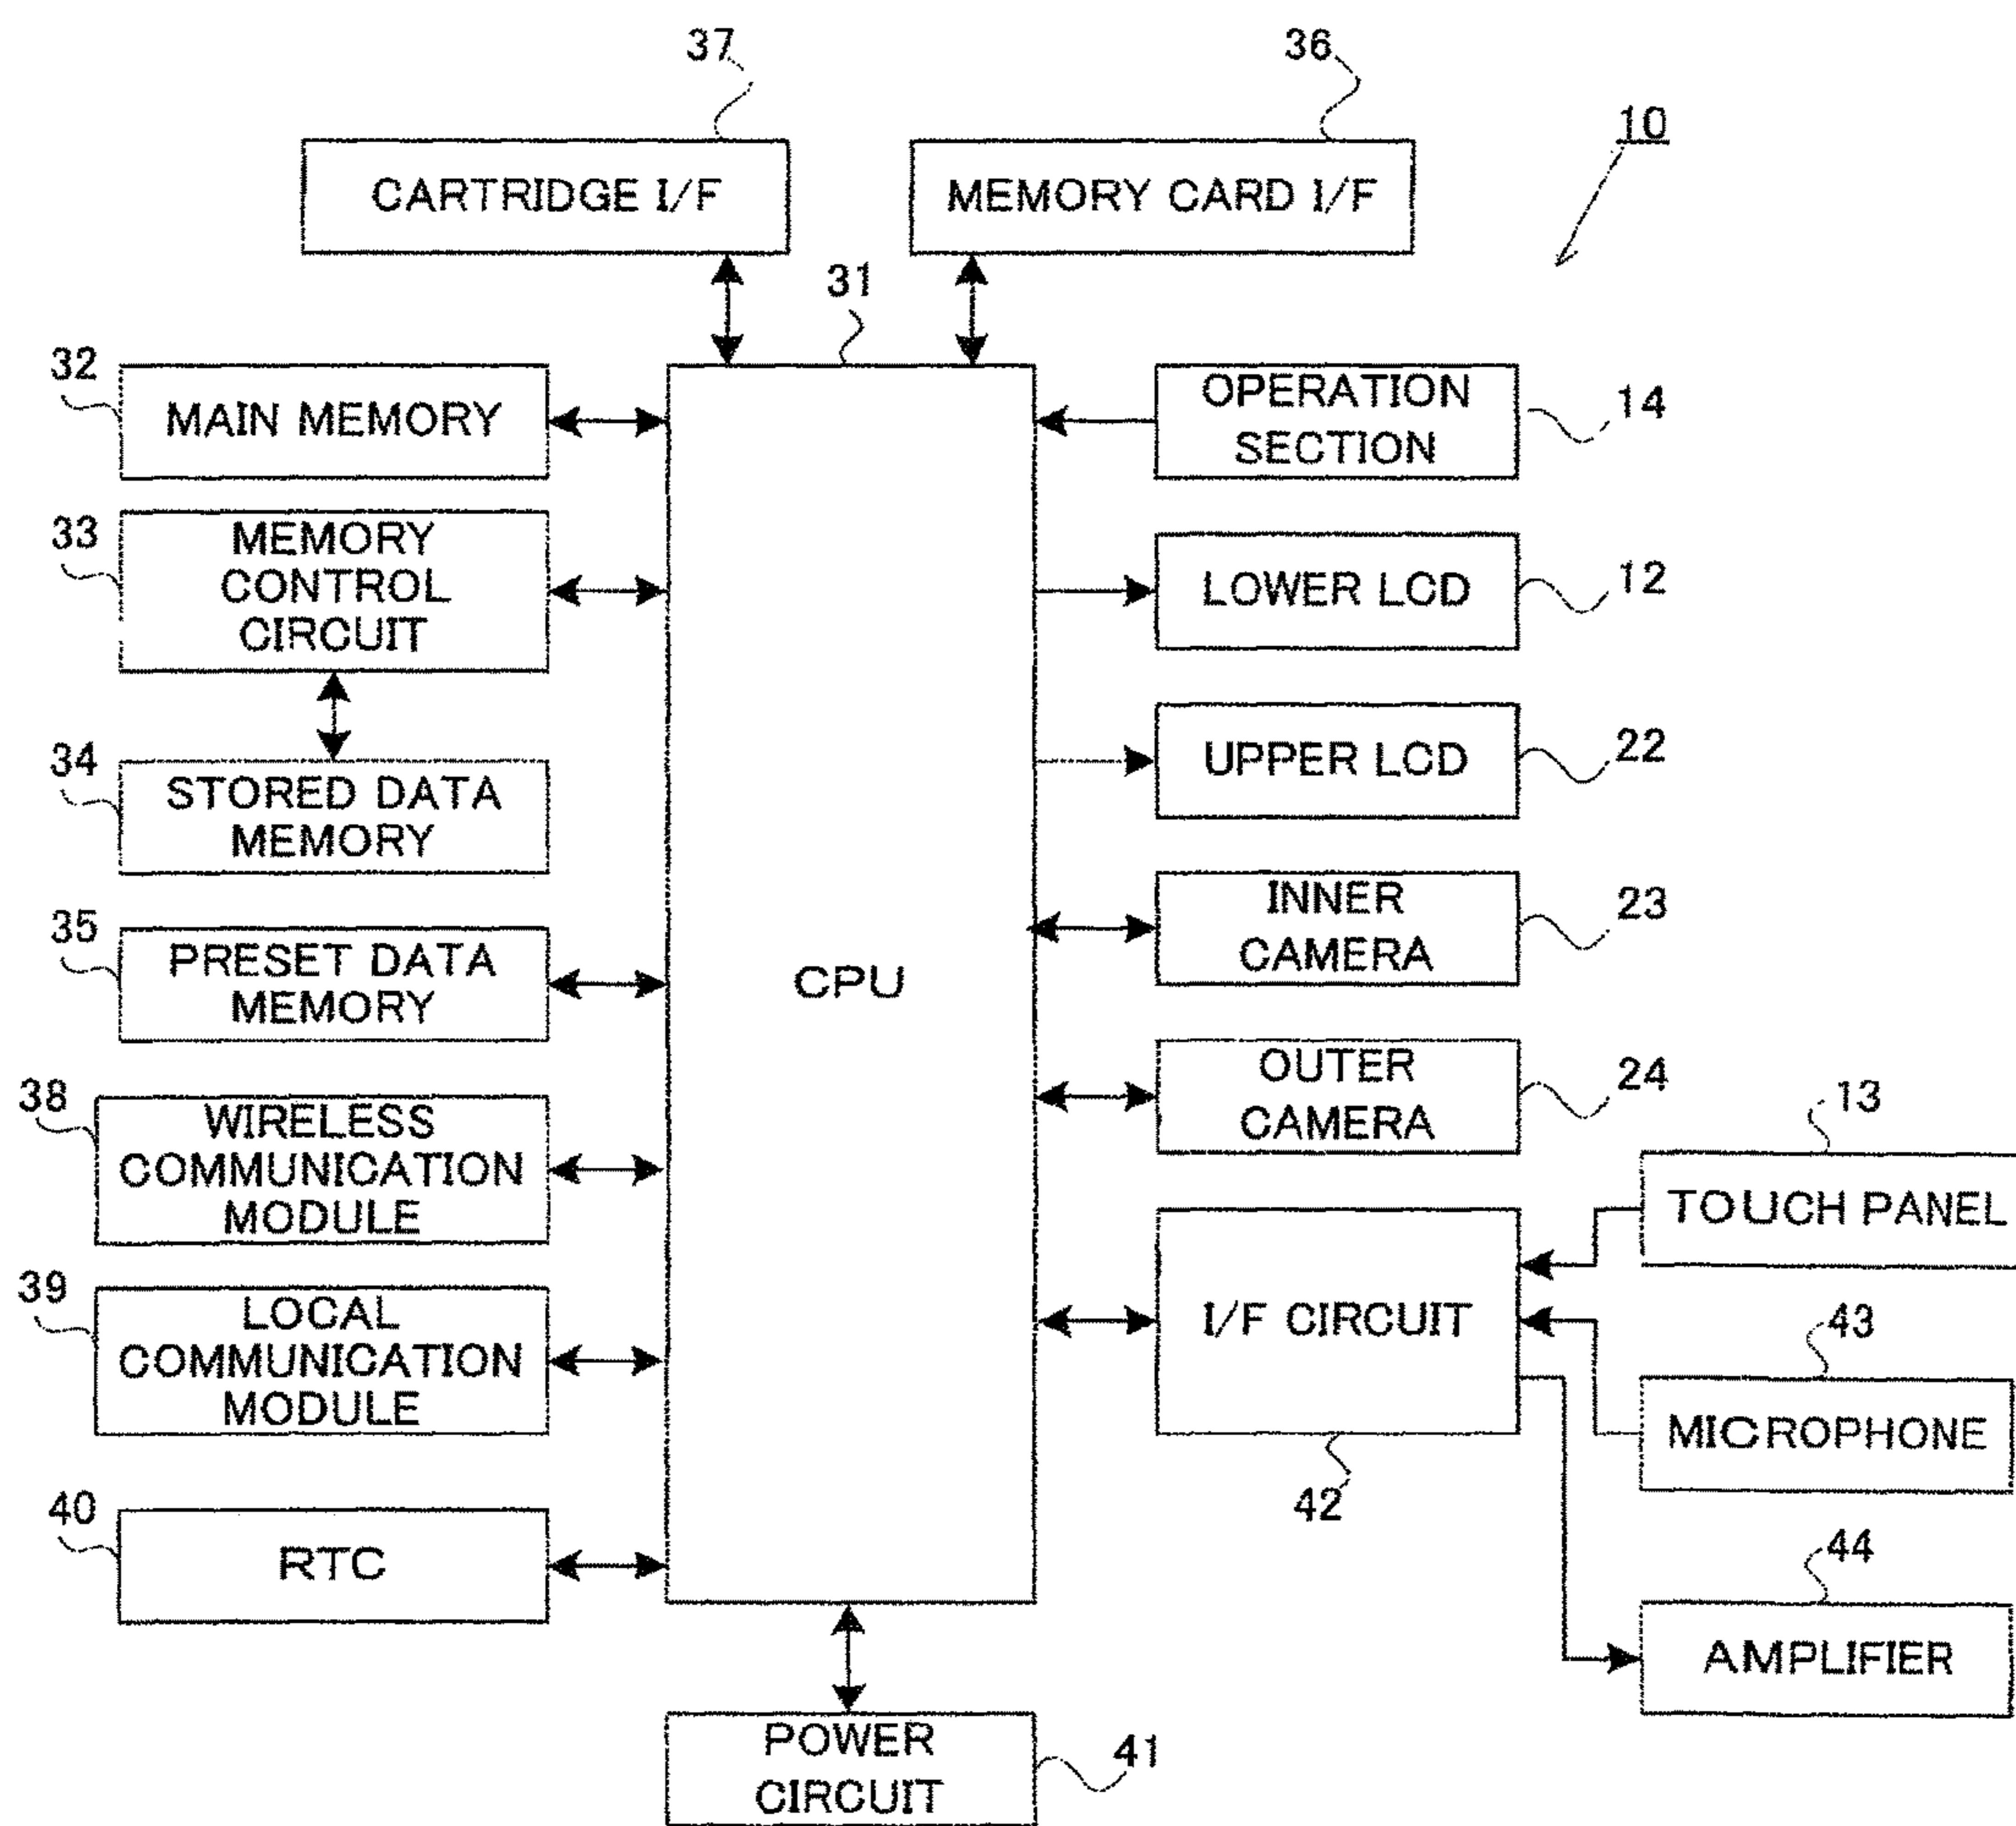 37
36
10
CARTRIDGE I/F
MEMORY CARD I/F
31
32
MAIN MEMORY
OPERATION
SECTION
14
33
MEMORY
CONTROL
CIRCUIT
LOWER LCD
12
34
STORED DATA
MEMORY
UPPER LCD
22
35
PRESET DATA
MEMORY
CPU
INNER
CAMERA
23
OUTER
CAMERA
24
38
WIRELESS
COMMUNICATION
MODULE
13
TOUCH PANEL
39
LOCAL
COMMUNICATION
MODULE
I/F CIRCUIT
42
43
MICROPHONE
40
RTC
44
AMPLIFIER
POWER
CIRCUIT
41